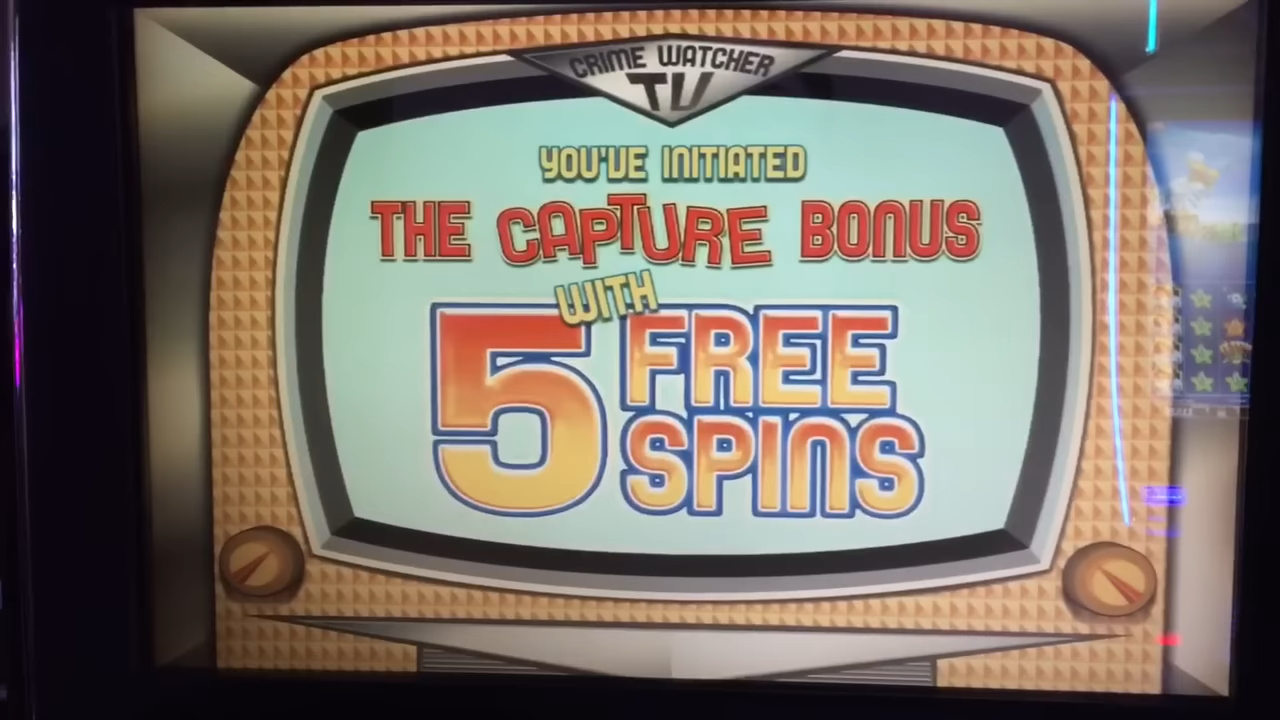 CRIME WATCHER
TV
YOU'VE INITIATED
THE CAPTURE BONUS
WITH
5 FREE
SPINS